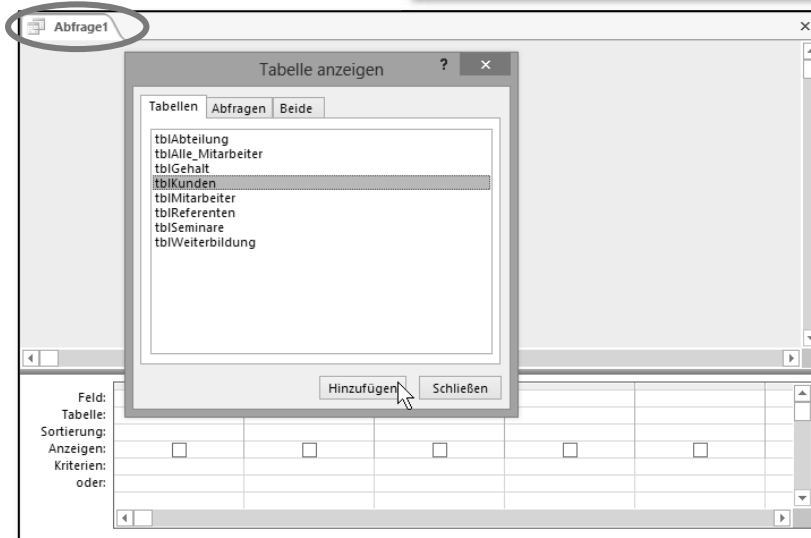 Abfrage1
Tabelle anzeigen
Tabellen Abfragen Beide
tblAbteilung
tblAlle_Mitarbeiter
tblGehalt
tblKunden
tblMitarbeiter
tblReferenten
tblSeminare
tblWeiterbildung
Hinzufügen Schließen
Feld:
Tabelle:
Sortierung:
Anzeigen:
Kriterien:
oder: